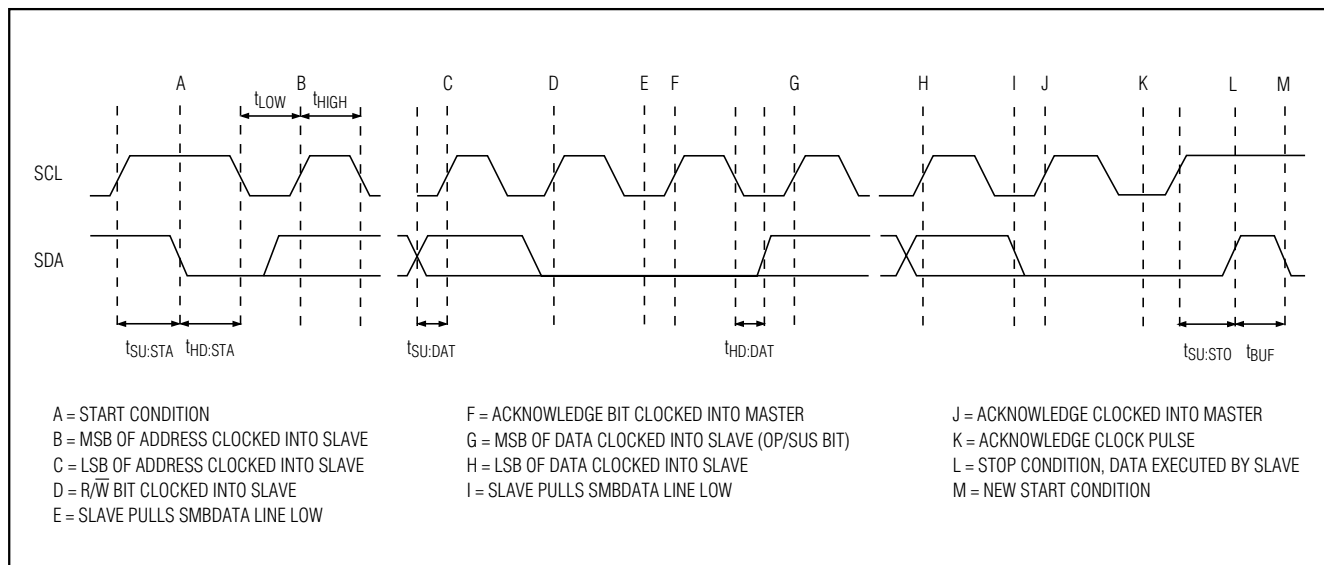 A B C D E F G H I J K L M
tLOW tHIGH
SCL
SDA
tSU:STA tHD:STA tSU:DAT tHD:DAT tSU:STO tBUF
A = START CONDITION
B = MSB OF ADDRESS CLOCKED INTO SLAVE
C = LSB OF ADDRESS CLOCKED INTO SLAVE
D = R/W̅ BIT CLOCKED INTO SLAVE
E = SLAVE PULLS SMBDATA LINE LOW
F = ACKNOWLEDGE BIT CLOCKED INTO MASTER
G = MSB OF DATA CLOCKED INTO SLAVE (OP/SUS BIT)
H = LSB OF DATA CLOCKED INTO SLAVE
I = SLAVE PULLS SMBDATA LINE LOW
J = ACKNOWLEDGE CLOCKED INTO MASTER
K = ACKNOWLEDGE CLOCK PULSE
L = STOP CONDITION, DATA EXECUTED BY SLAVE
M = NEW START CONDITION